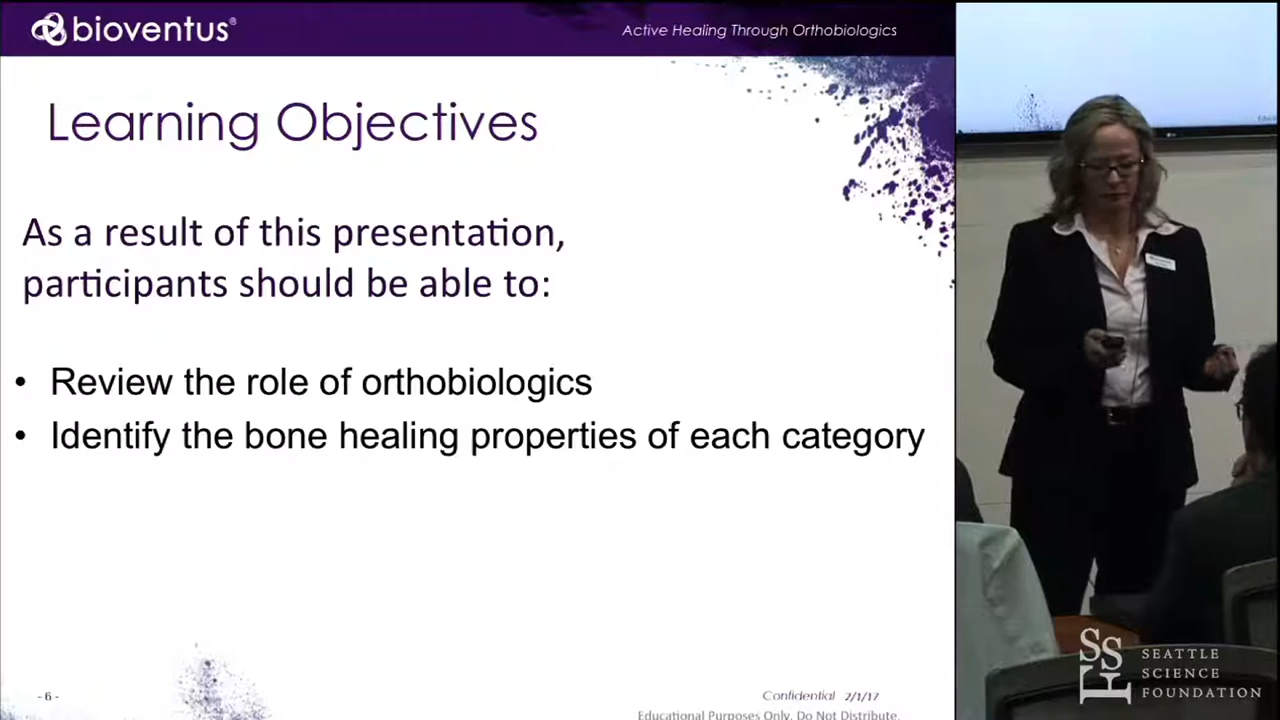 bioventus®
Active Healing Through Orthobiologics
Learning Objectives
As a result of this presentation,
participants should be able to:
• Review the role of orthobiologics
• Identify the bone healing properties of each category
- 6 -
Confidential 2/1/17
Educational Purposes Only. Do Not Distribute.
LG
SSF
SEATTLE
SCIENCE
FOUNDATION